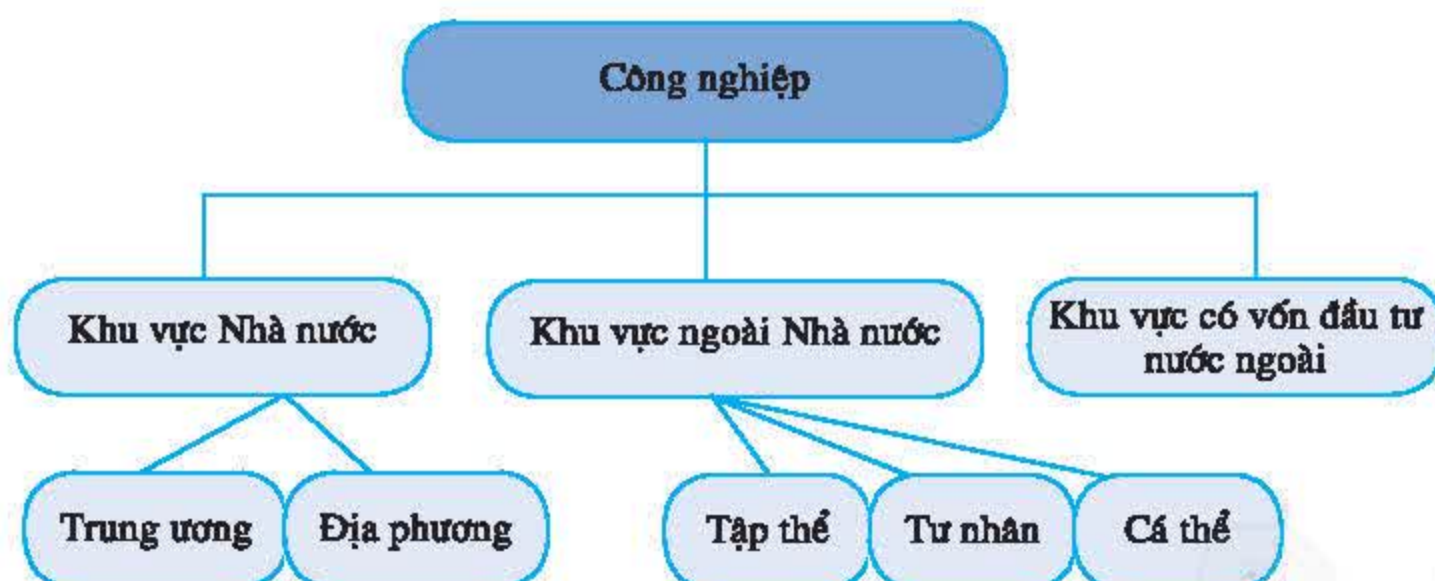 Công nghiệp
Khu vực Nhà nước
Khu vực ngoài Nhà nước
Khu vực có vốn đầu tư
nước ngoài
Trung ương
Địa phương
Tập thể
Tư nhân
Cá thể